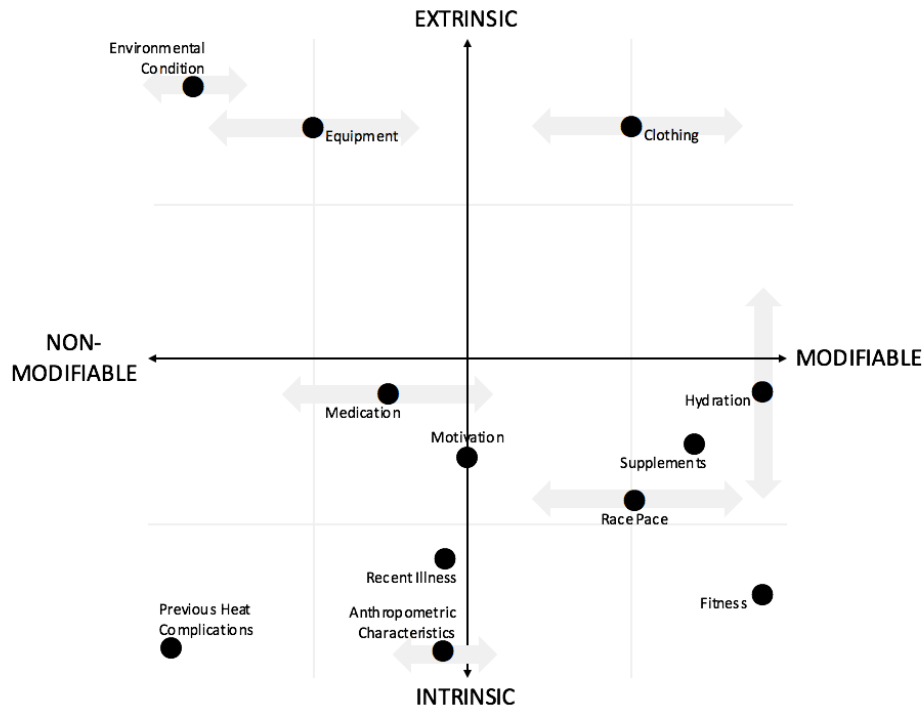 EXTRINSIC
Environmental
Condition
Equipment
Clothing
NON-
MODIFIABLE
MODIFIABLE
Medication
Hydration
Motivation
Supplements
Race Pace
Recent Illness
Fitness
Previous Heat
Complications
Anthropometric
Characteristics
INTRINSIC